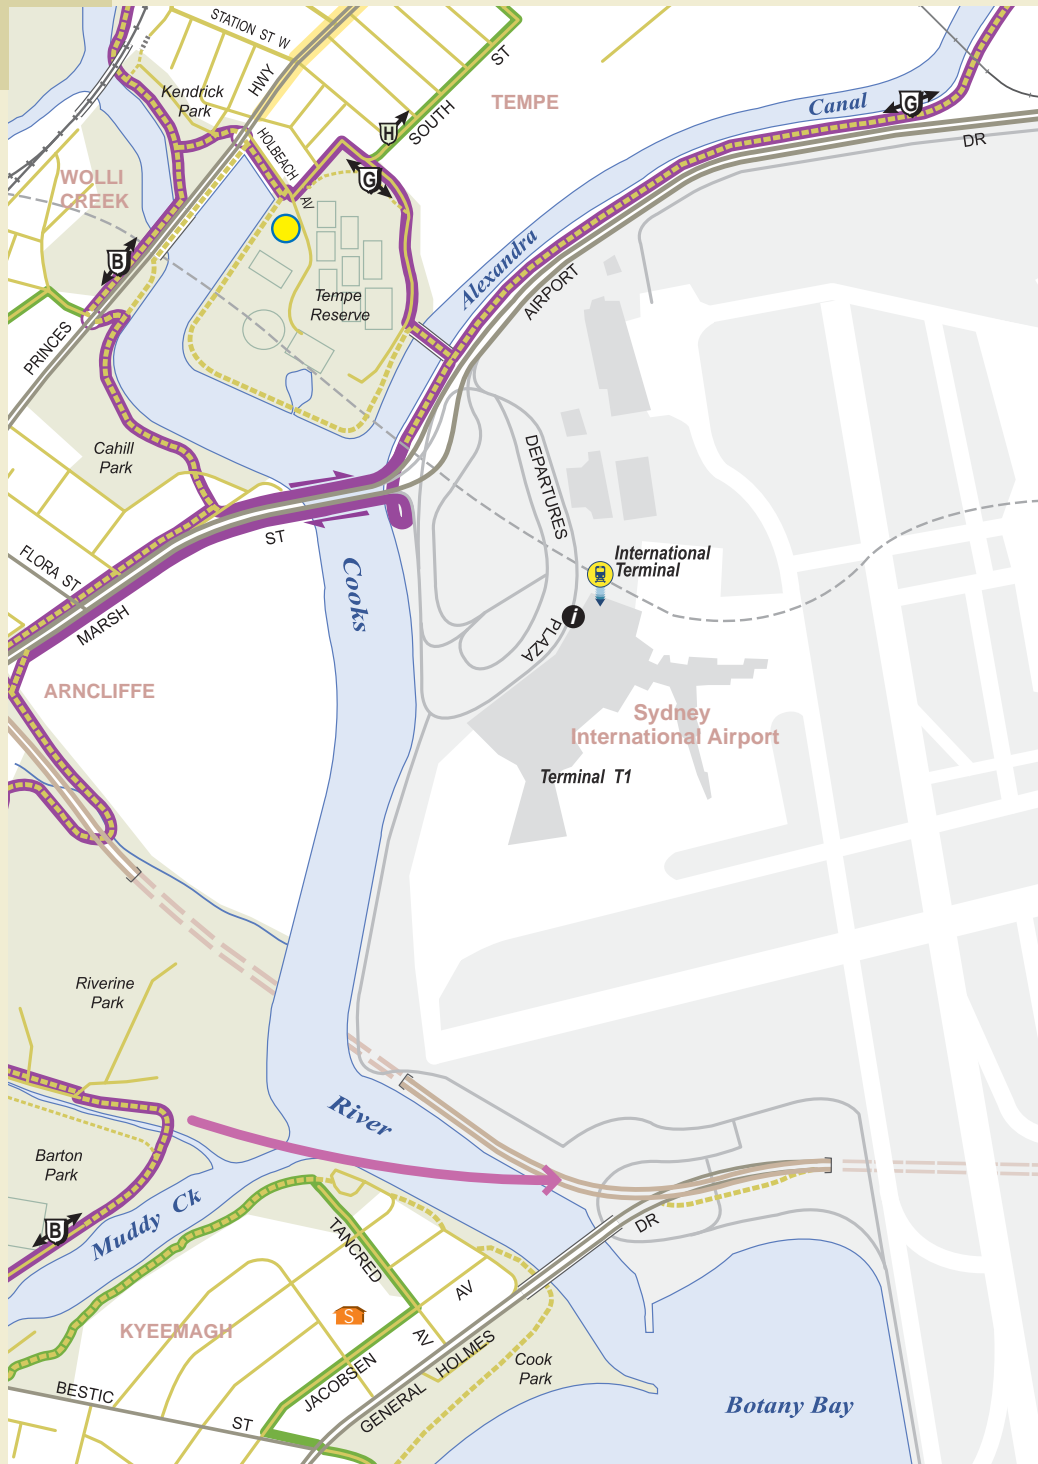 STATION ST W
HWY
Kendrick
Park
ST
TEMPE
Canal
G
DR
H
SOUTH
HOLBEACH
AV
G
WOLLI
CREEK
B
Alexandra
AIRPORT
Tempe
Reserve
PRINCES
Cahill
Park
DEPARTURES
ST
FLORA ST
MARSH
Cooks
International
Terminal
i
PLAZA
ARNCLIFFE
Sydney
International Airport
Terminal T1
Riverine
Park
River
Barton
Park
Muddy Ck
B
TANCRED
DR
AV
S
KYEEMAGH
AV
JACOBSEN
GENERAL HOLMES
Cook
Park
BESTIC
ST
Botany Bay